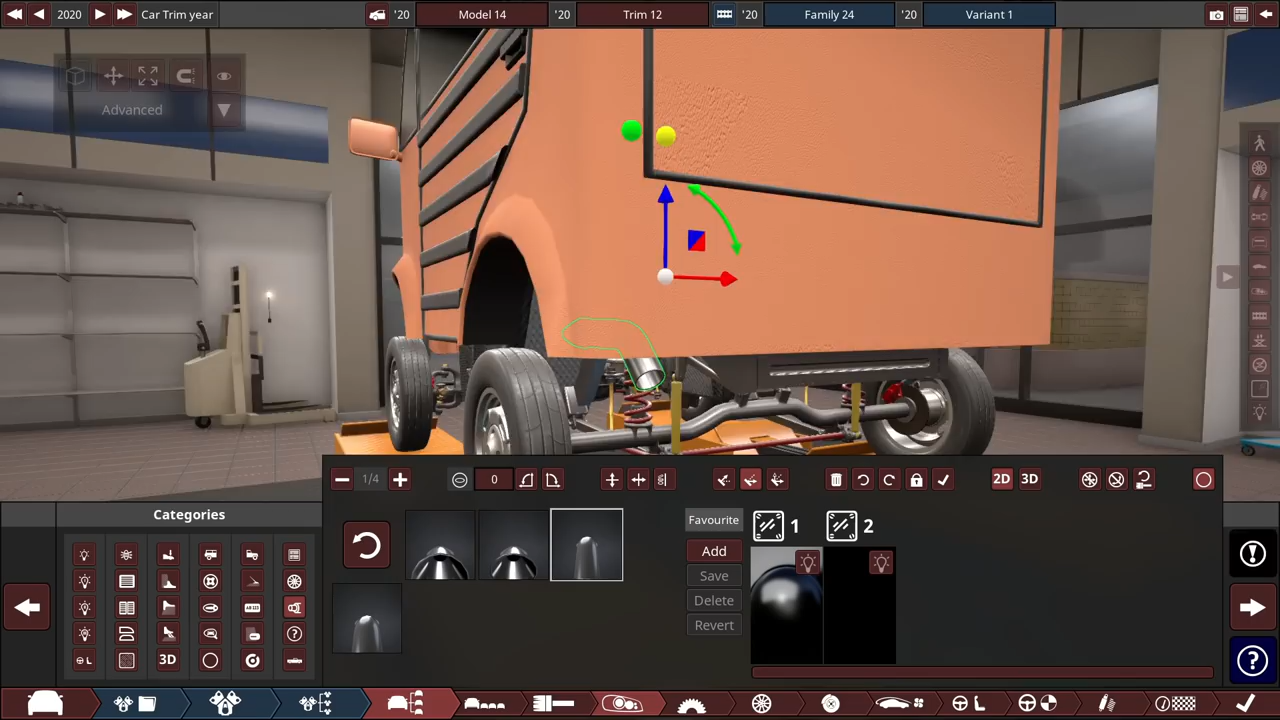 2020 Car Trim year '20 Model 14 '20 Trim 12 '20 Family 24 '20 Variant 1
Advanced
1/4 0 2D 3D
Categories
Favourite 1 2
Add
Save
Delete
Revert
3D
L